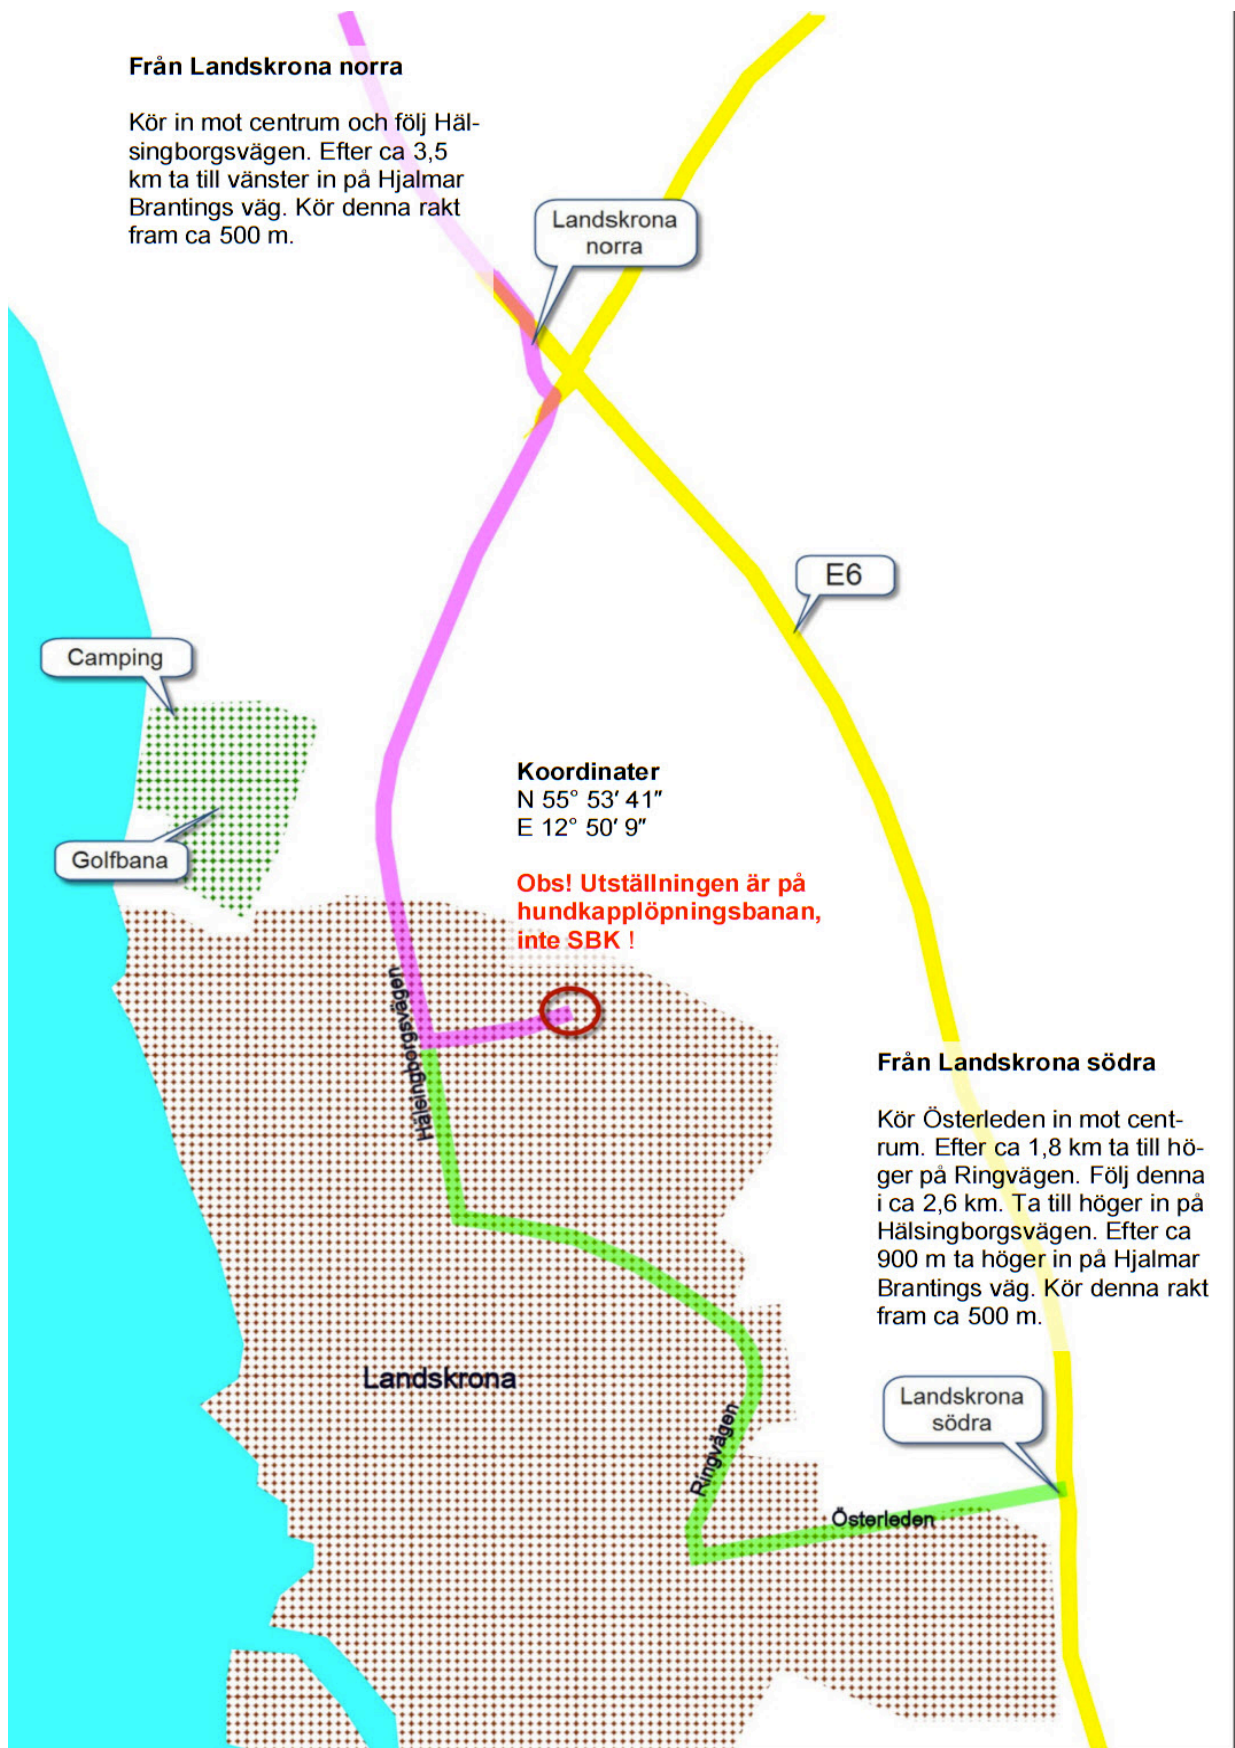 Från Landskrona norra
Kör in mot centrum och följ Häl-
singborgsvägen. Efter ca 3,5
km ta till vänster in på Hjalmar
Brantings väg. Kör denna rakt
fram ca 500 m.
Landskrona
norra
E6
Camping
Golfbana
Koordinater
N 55° 53′ 41″
E 12° 50′ 9″
Obs! Utställningen är på
hundkapplöpningsbanan,
inte SBK !
Hälsingborgsvägen
Från Landskrona södra
Kör Österleden in mot cent-
rum. Efter ca 1,8 km ta till hö-
ger på Ringvägen. Följ denna
i ca 2,6 km. Ta till höger in på
Hälsingborgsvägen. Efter ca
900 m ta höger in på Hjalmar
Brantings väg. Kör denna rakt
fram ca 500 m.
Landskrona
Landskrona
södra
Ringvägen
Österleden